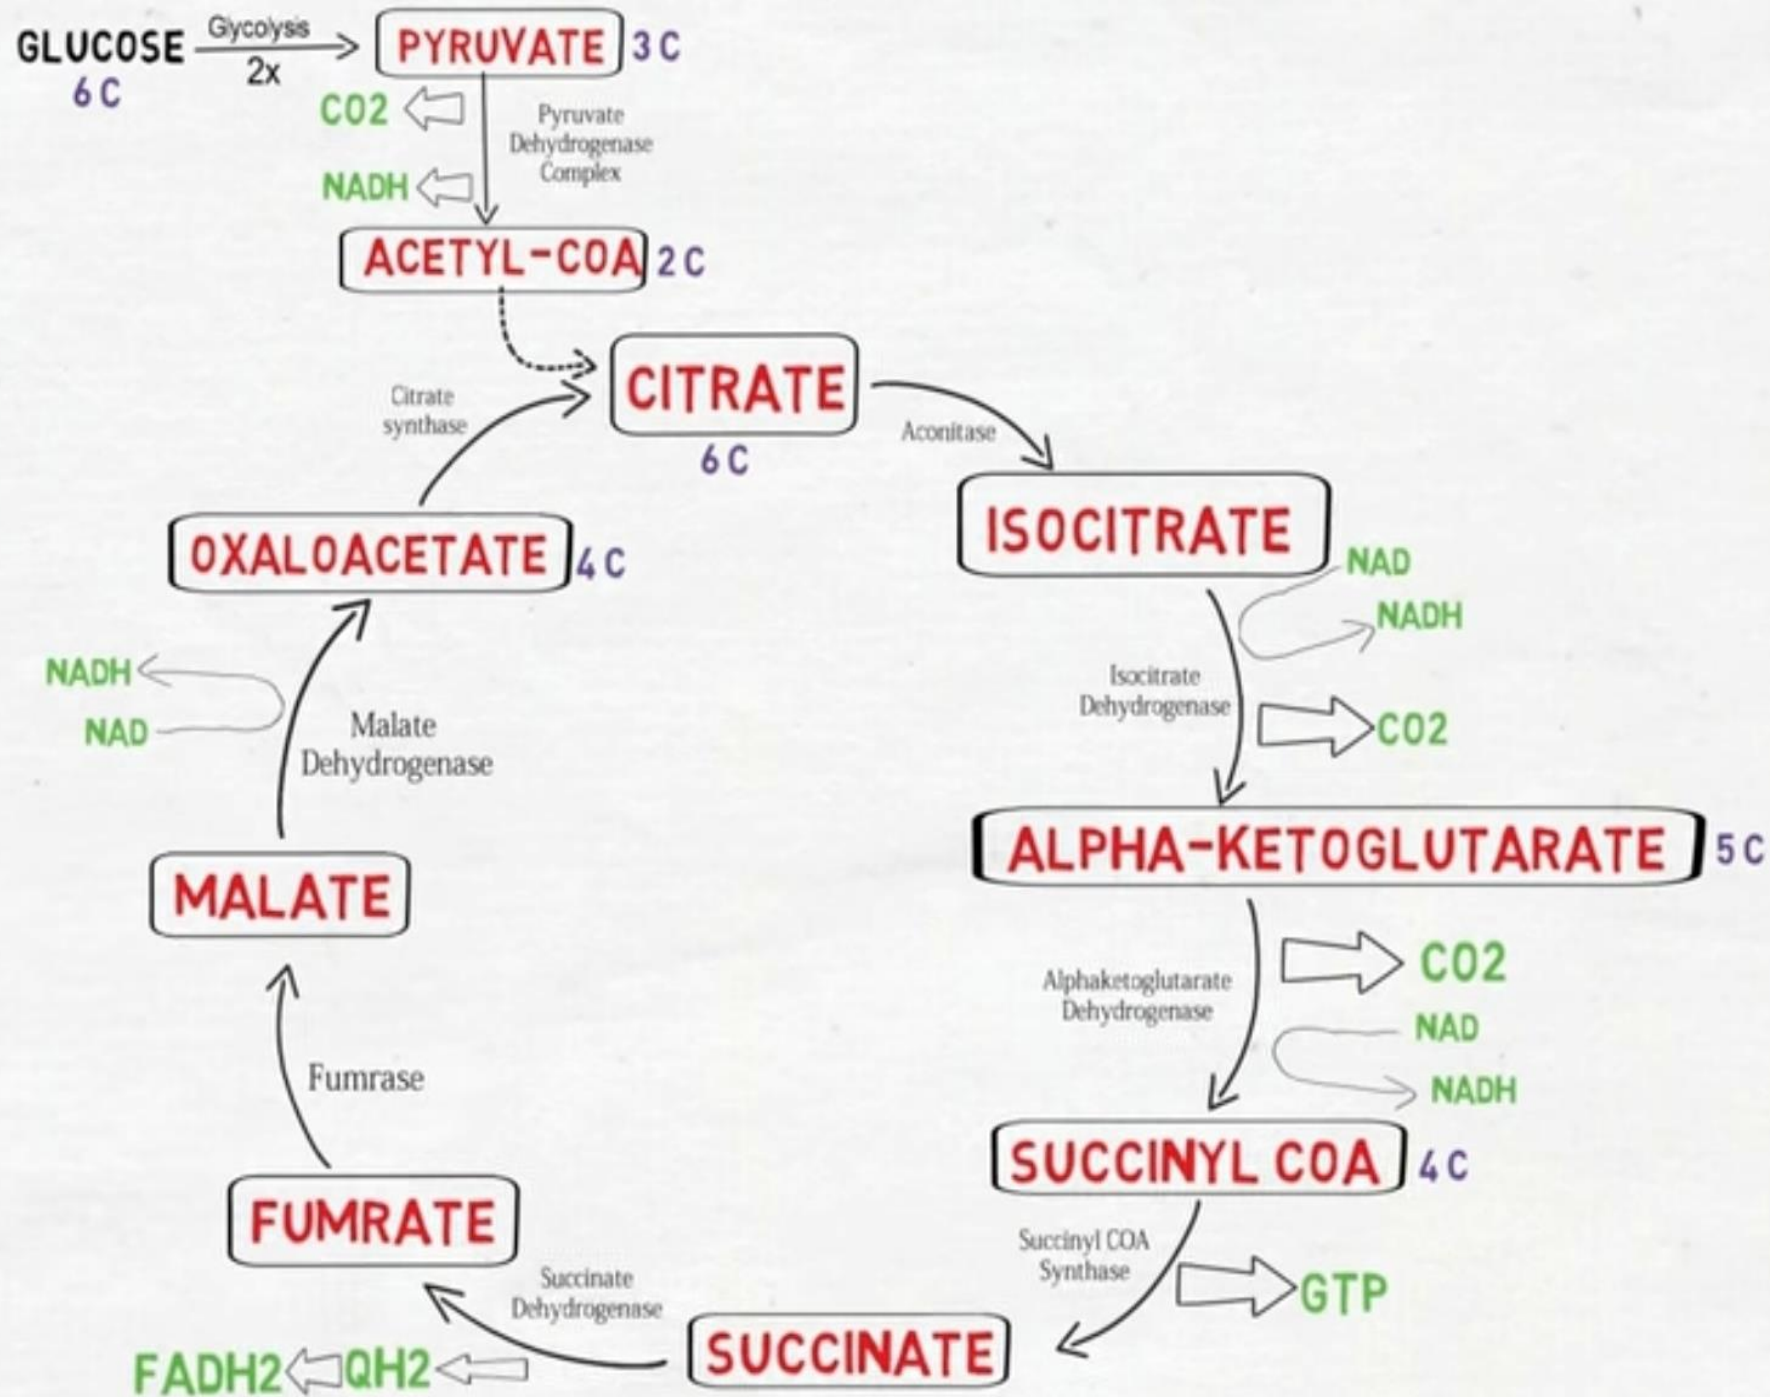 GLUCOSE
6 C
Glycolysis
2x
PYRUVATE
3 C
CO2
NADH
Pyruvate
Dehydrogenase
Complex
ACETYL-COA
2 C
Citrate
synthase
CITRATE
6 C
Aconitase
ISOCITRATE
NAD
NADH
Isocitrate
Dehydrogenase
CO2
ALPHA-KETOGLUTARATE
5 C
Alphaketoglutarate
Dehydrogenase
CO2
NAD
NADH
SUCCINYL COA
4 C
Succinyl COA
Synthase
GTP
SUCCINATE
Succinate
Dehydrogenase
QH2
FADH2
FUMRATE
Fumrase
MALATE
Malate
Dehydrogenase
NAD
NADH
OXALOACETATE
4 C